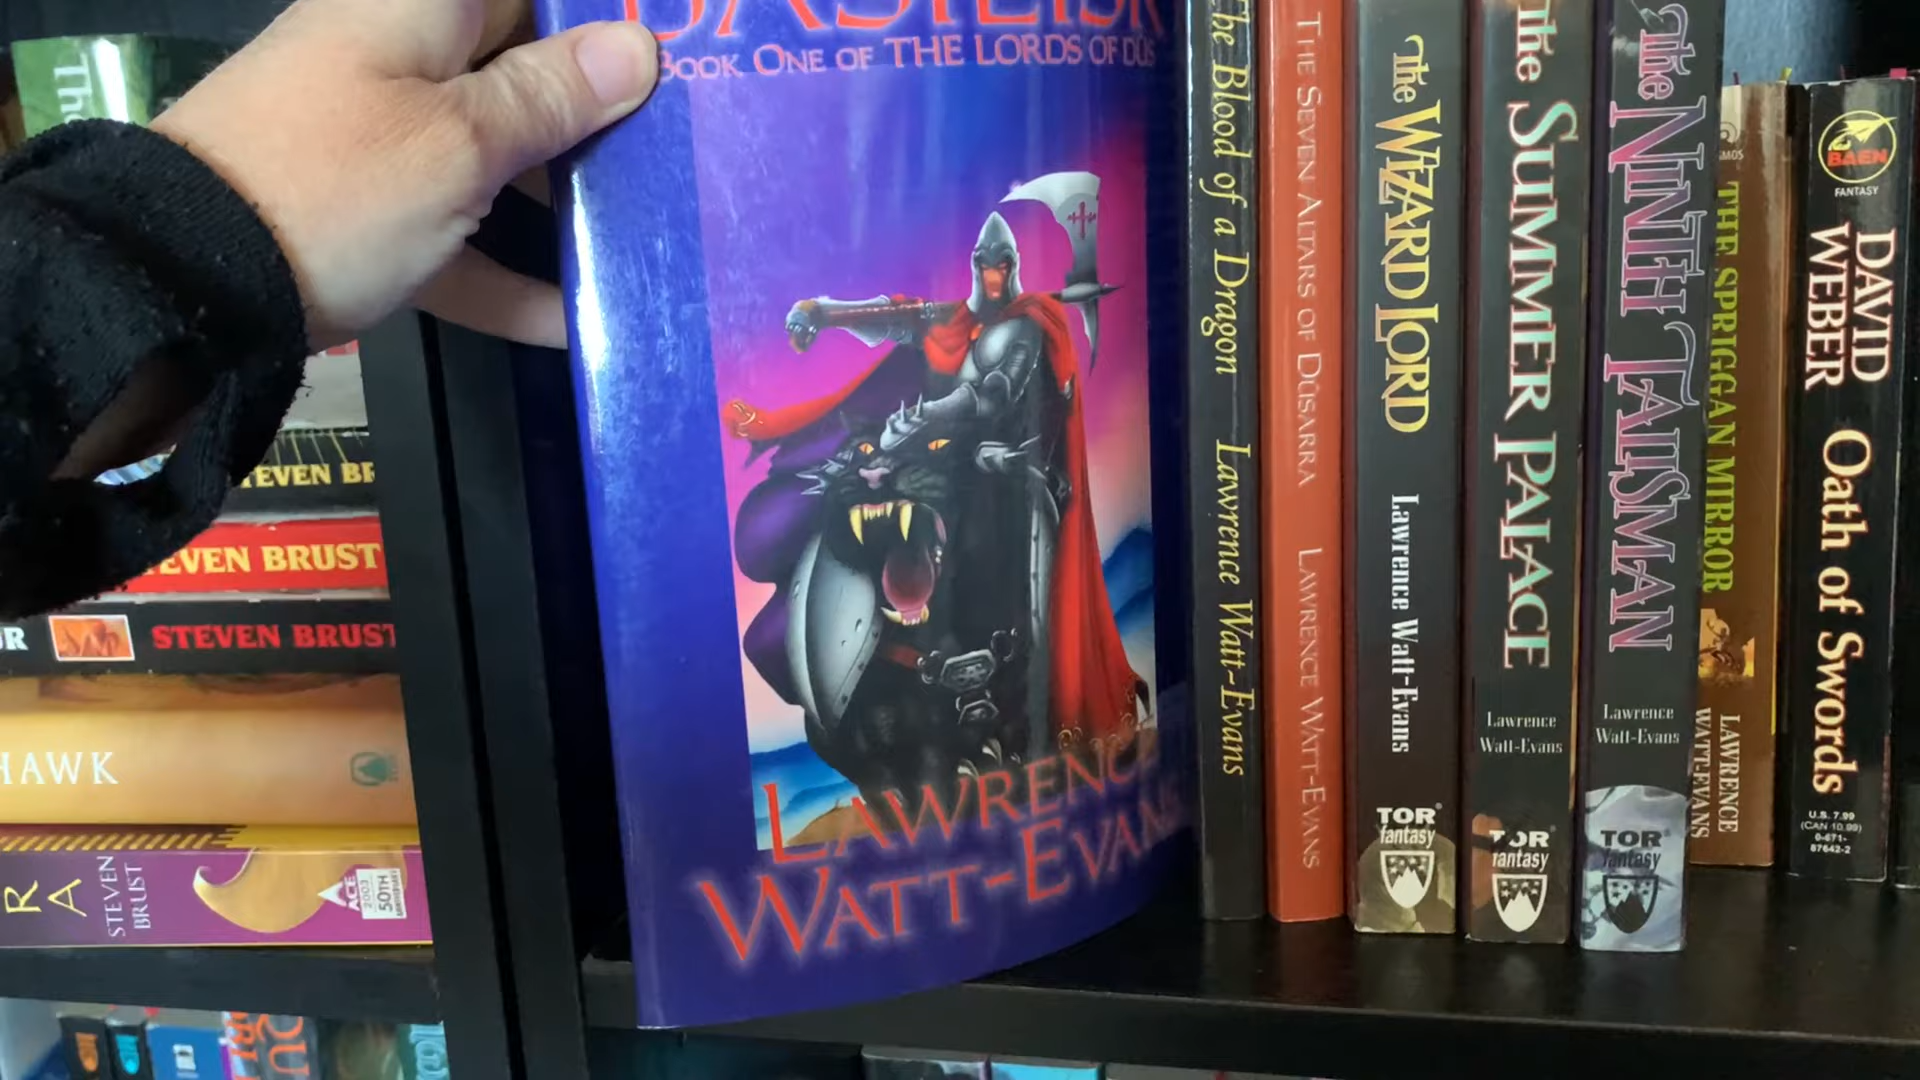 BASILISK
BOOK ONE OF THE LORDS OF DÛS
LAWRENCE
WATT-EVANS
The Blood of a Dragon Lawrence Watt-Evans
THE SEVEN ALTARS OF DÛSARRA LAWRENCE WATT-EVANS
The WIZARD LORD
Lawrence Watt-Evans
TOR®
fantasy
The SUMMER PALACE
Lawrence
Watt-Evans
TOR®
fantasy
The NINTH TALISMAN
Lawrence
Watt-Evans
TOR®
fantasy
THE SPRIGGAN MIRROR
LAWRENCE
WATT-EVANS
BAEN
FANTASY
DAVID
WEBER
Oath of Swords
U.S. 7.99
(CAN 10.99)
0-671-
87642-2
Th
STEVEN BR
STEVEN BRUST
STEVEN BRUST
HAWK
R
A
STEVEN
BRUST
ACE
2003
50TH
ANNIVERSARY